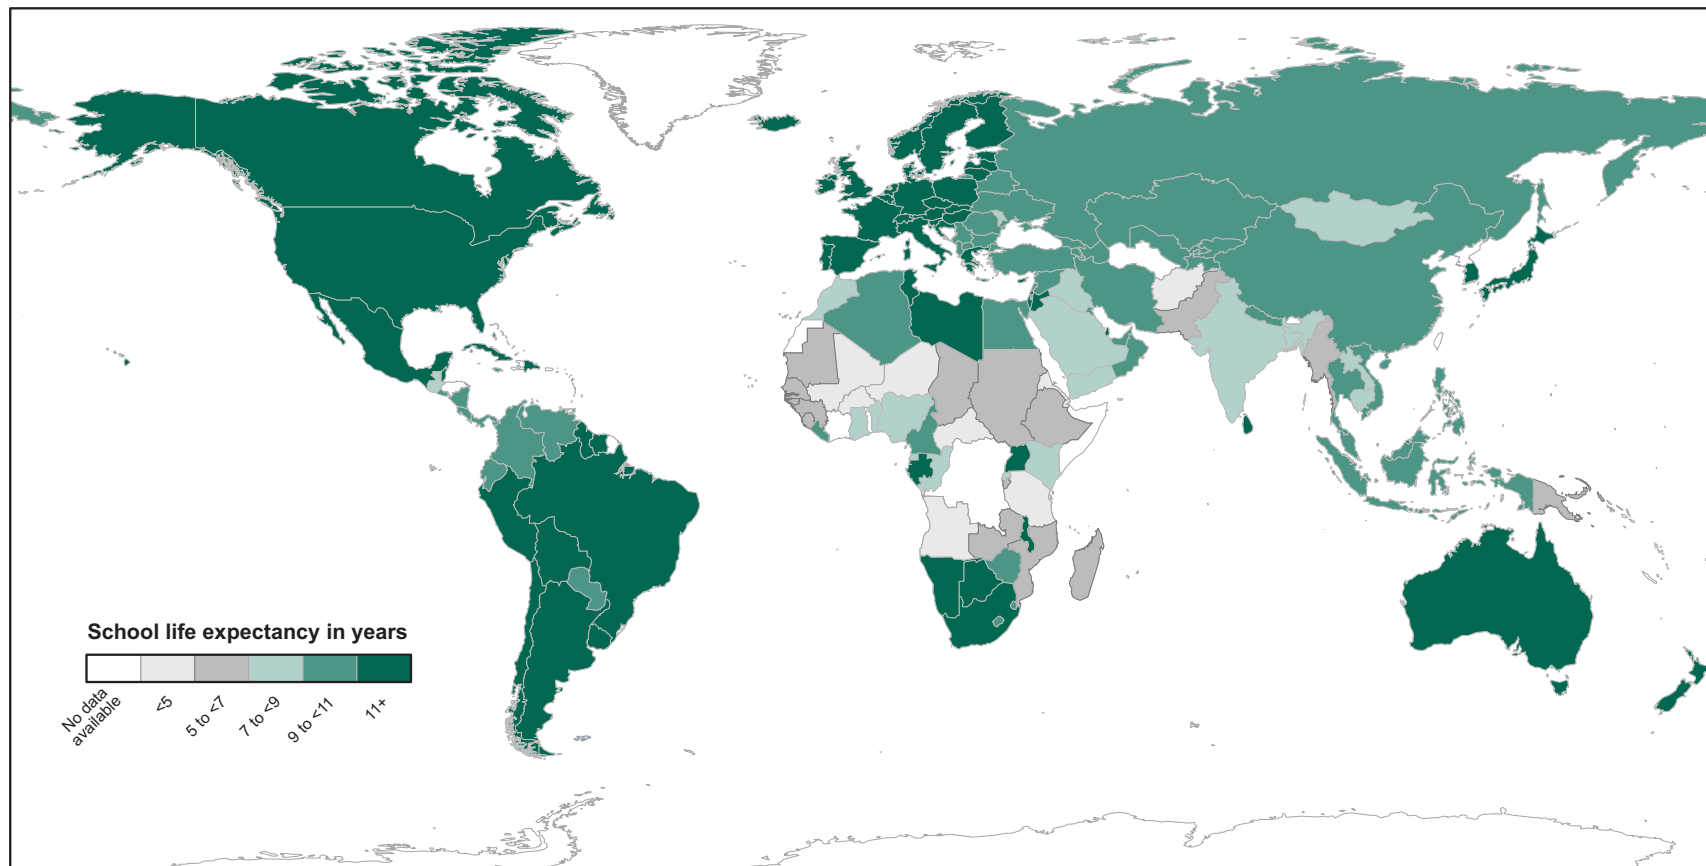 School life expectancy in years
No data
available
<5
5 to <7
7 to <9
9 to <11
11+